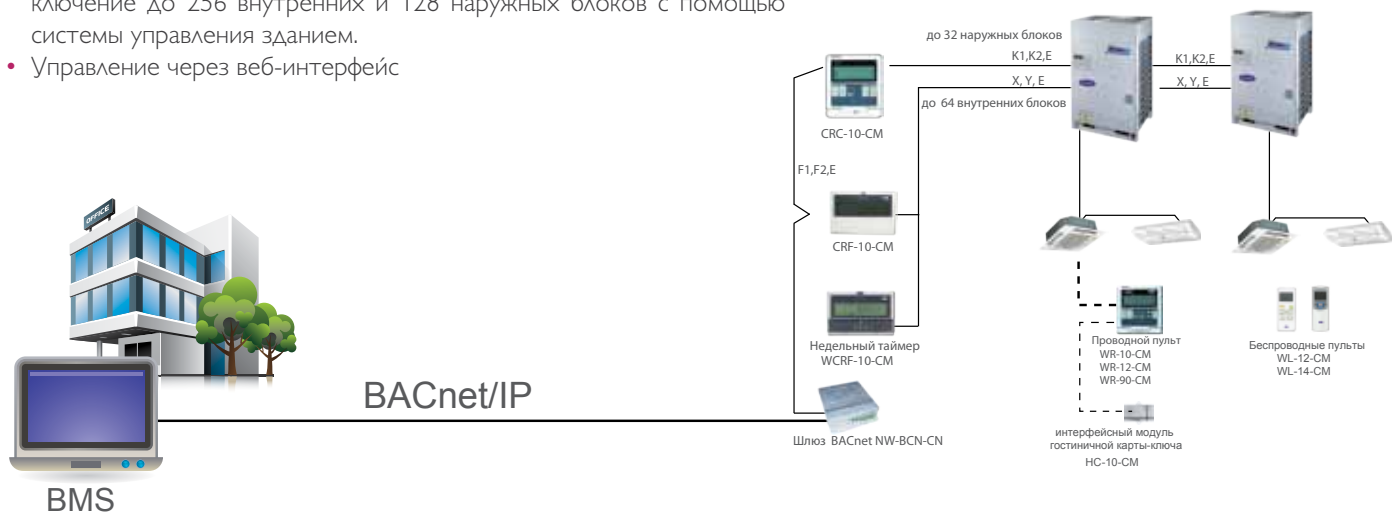 ключение до 256 внутренних и 128 наружных блоков с помощью
системы управления зданием.
• Управление через веб-интерфейс
до 32 наружных блоков
K1,K2,E
K1,K2,E
X, Y, E
X, Y, E
до 64 внутренних блоков
CRC-10-CM
F1,F2,E
OFFICE
CRF-10-CM
Недельный таймер
WCRF-10-CM
Проводной пульт
WR-10-CM
WR-12-CM
WR-90-CM
Беспроводные пульты
WL-12-CM
WL-14-CM
BACnet/IP
Шлюз BACnet NW-BCN-CN
интерфейсный модуль
гостиничной карты-ключа
HC-10-CM
BMS